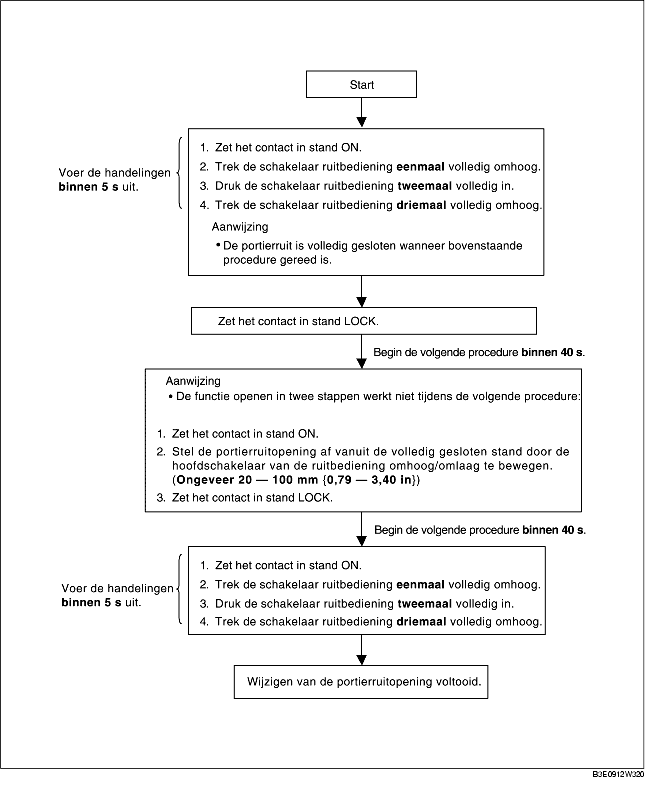 Start
Voer de handelingen
binnen 5 s uit.
1. Zet het contact in stand ON.
2. Trek de schakelaar ruitbediening eenmaal volledig omhoog.
3. Druk de schakelaar ruitbediening tweemaal volledig in.
4. Trek de schakelaar ruitbediening driemaal volledig omhoog.
Aanwijzing
• De portierruit is volledig gesloten wanneer bovenstaande
procedure gereed is.
Zet het contact in stand LOCK.
Begin de volgende procedure binnen 40 s.
Aanwijzing
• De functie openen in twee stappen werkt niet tijdens de volgende procedure:
1. Zet het contact in stand ON.
2. Stel de portierruitopening af vanuit de volledig gesloten stand door de
hoofdschakelaar van de ruitbediening omhoog/omlaag te bewegen.
(Ongeveer 20 — 100 mm {0,79 — 3,40 in})
3. Zet het contact in stand LOCK.
Begin de volgende procedure binnen 40 s.
Voer de handelingen
binnen 5 s uit.
1. Zet het contact in stand ON.
2. Trek de schakelaar ruitbediening eenmaal volledig omhoog.
3. Druk de schakelaar ruitbediening tweemaal volledig in.
4. Trek de schakelaar ruitbediening driemaal volledig omhoog.
Wijzigen van de portierruitopening voltooid.
B3E0912W320